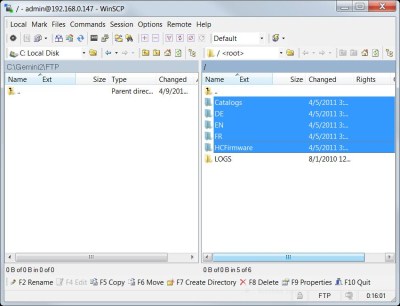 / - admin@192.168.0.147 - WinSCP
Local Mark Files Commands Session Options Remote Help
Default
C: Local Disk
/ <root>
C:\Gemini2\FTP
/
Name Ext Size Type Changed
Name Ext Size Changed Rights
.. Parent direc... 4/9/201...
..
Catalogs 4/5/2011 3:...
DE 4/5/2011 3:...
EN 4/5/2011 3:...
FR 4/5/2011 3:...
HCFirmware 4/5/2011 3:...
LOGS 8/1/2010 12...
0 B of 0 B in 0 of 0
0 B of 0 B in 5 of 6
F2 Rename F4 Edit F5 Copy F6 Move F7 Create Directory F8 Delete F9 Properties F10 Quit
FTP 0:16:01